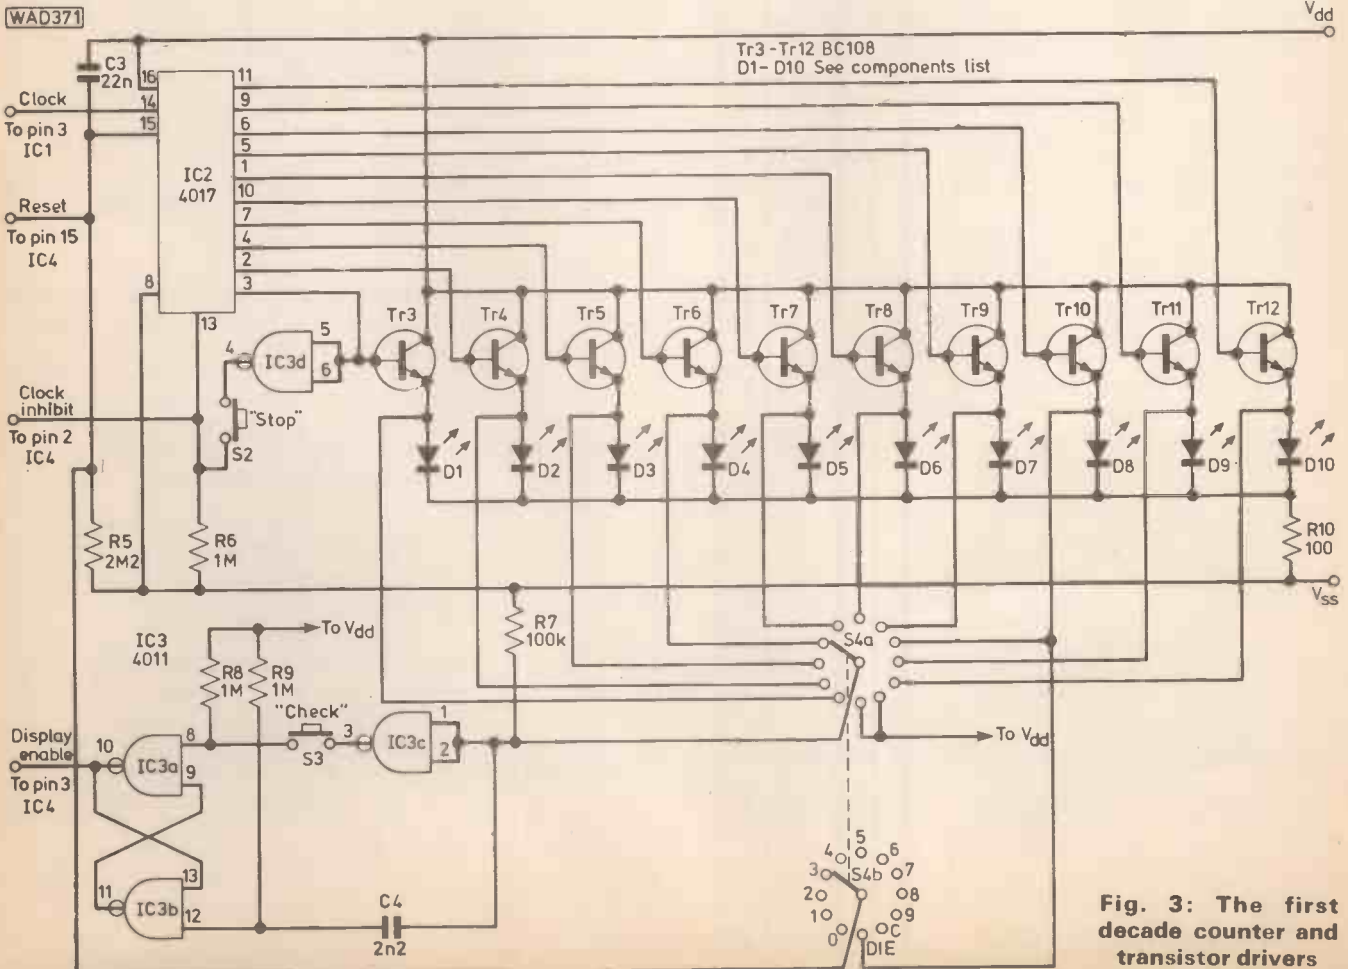 WAD371
Vdd
Tr3-Tr12 BC108
D1-D10 See components list
C3
22n
16
14
15
11
9
6
5
1
10
7
4
2
3
8
13
IC2
4017
Clock
To pin 3
IC1
Reset
To pin 15
IC4
Clock
inhibit
To pin 2
IC4
4
IC3d
5
6
"Stop"
S2
Tr3
Tr4
Tr5
Tr6
Tr7
Tr8
Tr9
Tr10
Tr11
Tr12
D1
D2
D3
D4
D5
D6
D7
D8
D9
D10
R5
2M2
R6
1M
R10
100
Vss
IC3
4011
To Vdd
R7
100k
S4a
R8
1M
R9
1M
"Check"
S3
3
IC3c
1
2
To Vdd
Display
enable
To pin 3
IC4
10
IC3a
8
9
11
IC3b
13
12
C4
2n2
S4b
0
1
2
3
4
5
6
7
8
9
C
DIE
Fig. 3: The first
decade counter and
transistor drivers